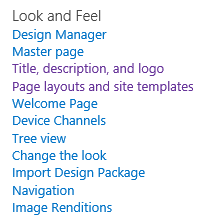 Look and Feel
Design Manager
Master page
Title, description, and logo
Page layouts and site templates
Welcome Page
Device Channels
Tree view
Change the look
Import Design Package
Navigation
Image Renditions